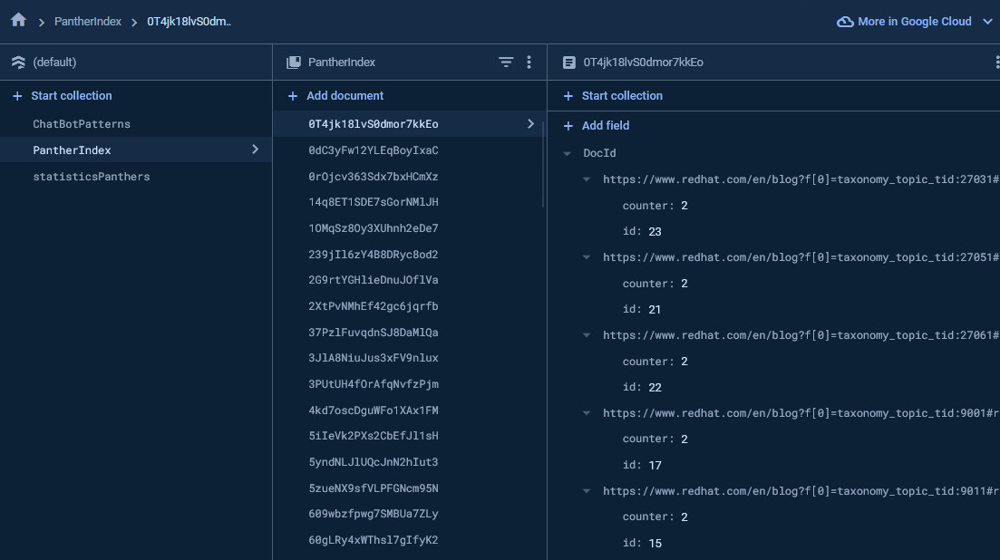 PantherIndex > 0T4jk18lvS0dm..
More in Google Cloud
(default)
Start collection
ChatBotPatterns
PantherIndex
statisticsPanthers
PantherIndex
Add document
0T4jk18lvS0dmor7kkEo
0dC3yFw12YLEqBoyIxaC
0rOjcv363Sdx7bxHCmXz
14q8ET1SDE7sGorNMlJH
1OMqSz8Oy3XUhnh2eDe7
239jIl6zY4B8DRyc8od2
2G9rtYGHlieDnuJOflVa
2XtPvNMhEf42gc6jqrfb
37PzlFuvqdnSJ8DaMlQa
3JlA8NiuJus3xFV9nlux
3PUtUH4fOrAfqNvfzPjm
4kd7oscDguWFo1XAx1FM
5iIeVk2PXs2CbEfJl1sH
5yndNLJlUQcJnN2hIut3
5zueNX9sfVLPFGNcm95N
609wbzfpwg7SMBUa7ZLy
60gLRy4xWThsl7gIfyK2
0T4jk18lvS0dmor7kkEo
Start collection
Add field
DocId
https://www.redhat.com/en/blog?f[0]=taxonomy_topic_tid:27031#
counter: 2
id: 23
https://www.redhat.com/en/blog?f[0]=taxonomy_topic_tid:27051#
counter: 2
id: 21
https://www.redhat.com/en/blog?f[0]=taxonomy_topic_tid:27061#
counter: 2
id: 22
https://www.redhat.com/en/blog?f[0]=taxonomy_topic_tid:9001#r
counter: 2
id: 17
https://www.redhat.com/en/blog?f[0]=taxonomy_topic_tid:9011#r
counter: 2
id: 15